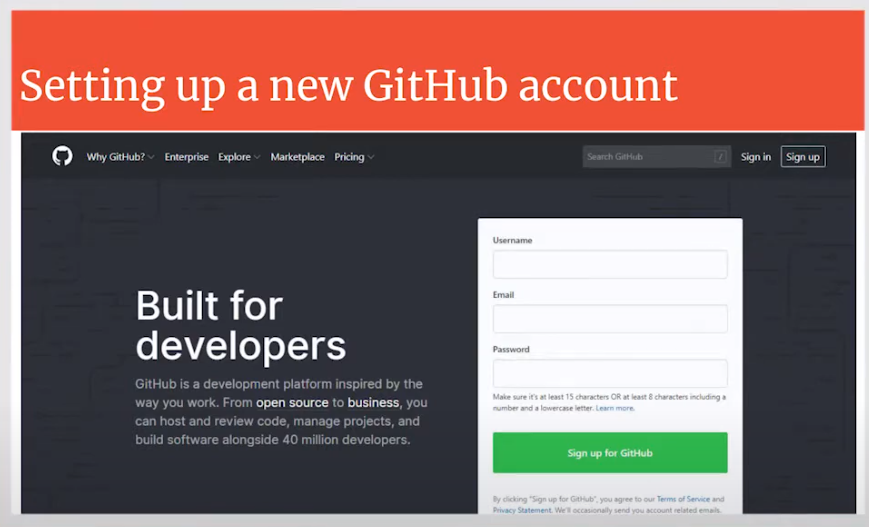 Setting up a new GitHub account
Why GitHub? Enterprise Explore Marketplace Pricing Search GitHub / Sign in Sign up
Username
Built for
developers
GitHub is a development platform inspired by the
way you work. From open source to business, you
can host and review code, manage projects, and
build software alongside 40 million developers.
Email
Password
Make sure it's at least 15 characters OR at least 8 characters including a
number and a lowercase letter. Learn more.
Sign up for GitHub
By clicking "Sign up for GitHub", you agree to our Terms of Service and
Privacy Statement. We'll occasionally send you account related emails.